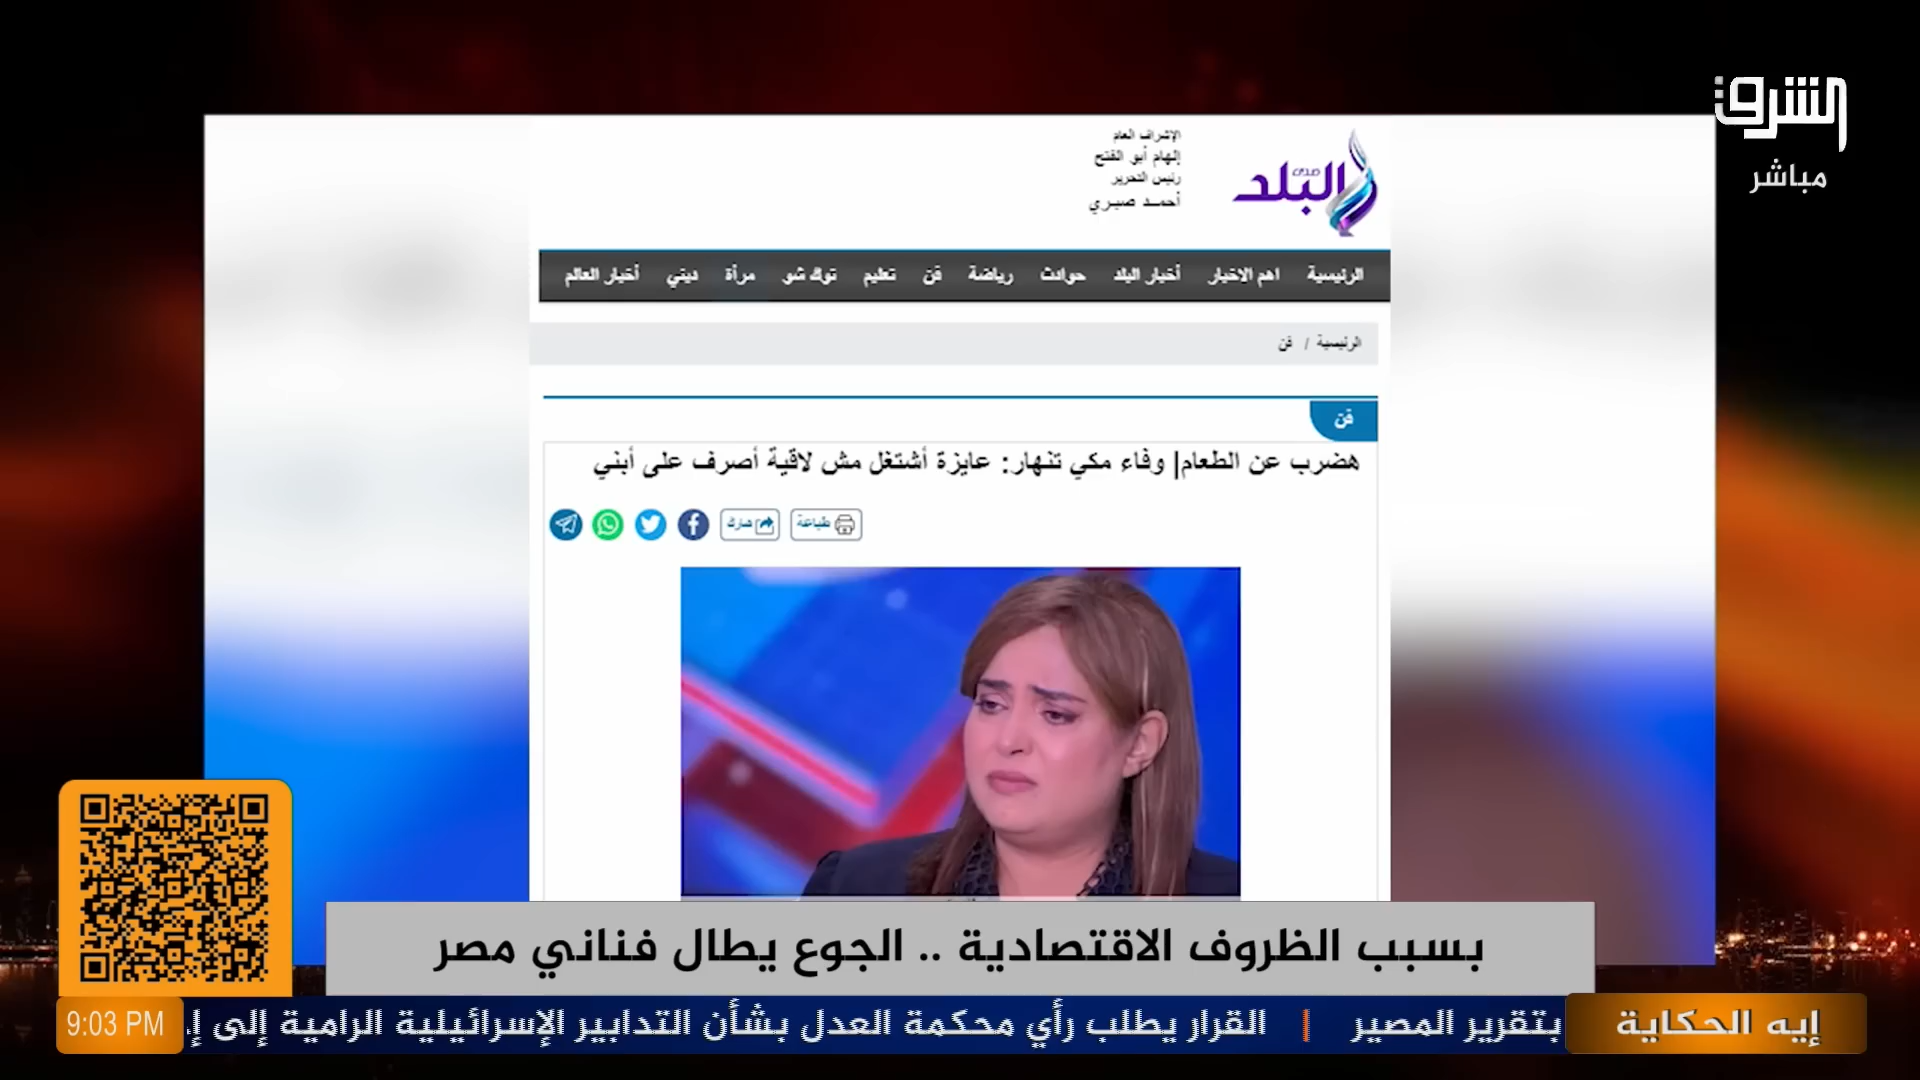 الشرق
مباشر
الإشراف العام
إلهام أبو الفتح
رئيس التحرير
أحمــد صبـري
صدى البلد
الرئيسية اهم الاخبار أخبار البلد حوادث رياضة فن تعليم توك شو مرأة ديني أخبار العالم
الرئيسية / فن
فن
هضرب عن الطعام| وفاء مكي تنهار: عايزة أشتغل مش لاقية أصرف على أبني
طباعة شارك
بسبب الظروف الاقتصادية .. الجوع يطال فناني مصر
إيه الحكاية
بتقرير المصير | القرار يطلب رأي محكمة العدل بشأن التدابير الإسرائيلية الرامية إلى
9:03 PM